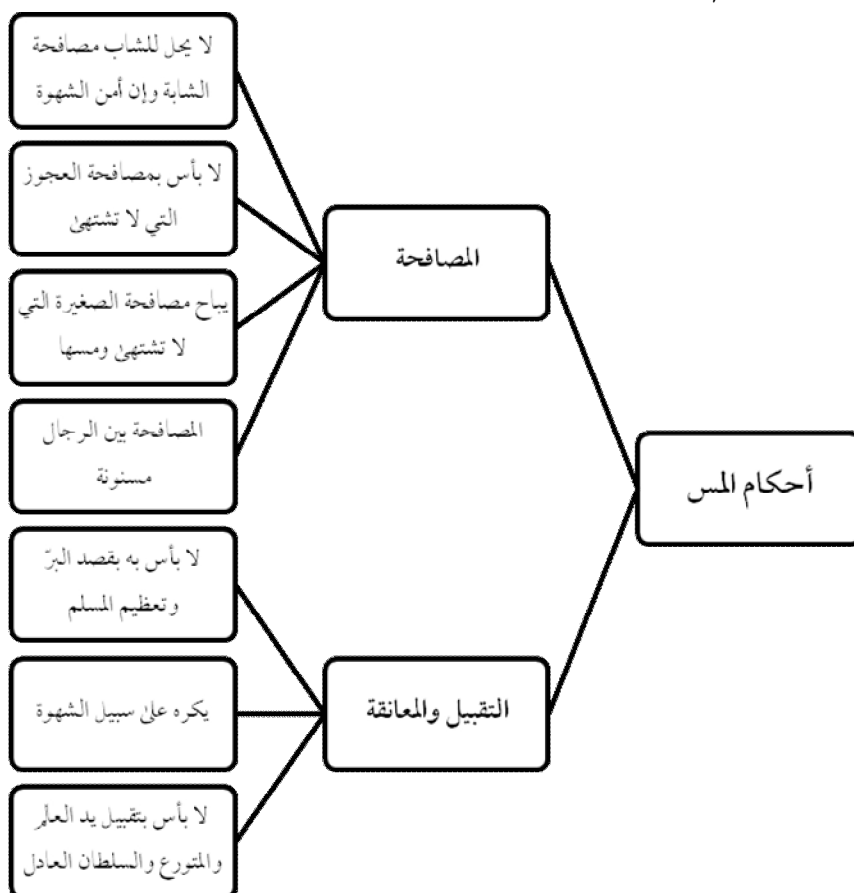 أحكام المس
المصافحة
لا يحل للشاب مصافحة
الشابة وإن أمن الشهوة
لا بأس بمصافحة العجوز
التي لا تشتهىٰ
يباح مصافحة الصغيرة التي
لا تشتهىٰ ومسها
المصافحة بين الرجال
مسنونة
التقبيل والمعانقة
لا بأس به بقصد البرّ
وتعظيم المسلم
يكره علىٰ سبيل الشهوة
لا بأس بتقبيل يد العالم
والمتورع والسلطان العادل